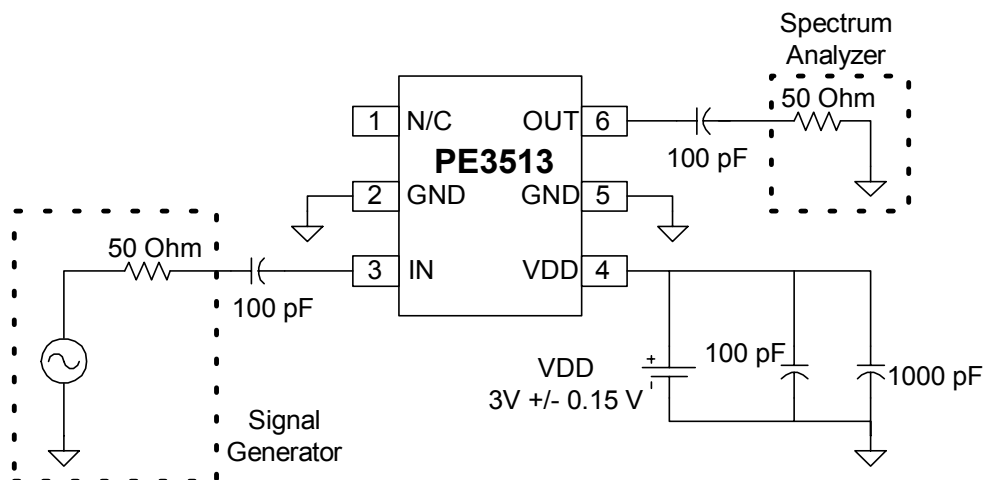 Spectrum
Analyzer
50 Ohm
1 N/C OUT 6
PE3513
100 pF
2 GND GND 5
50 Ohm
3 IN VDD 4
100 pF
VDD
3V +/- 0.15 V
+
-
100 pF
1000 pF
Signal
Generator